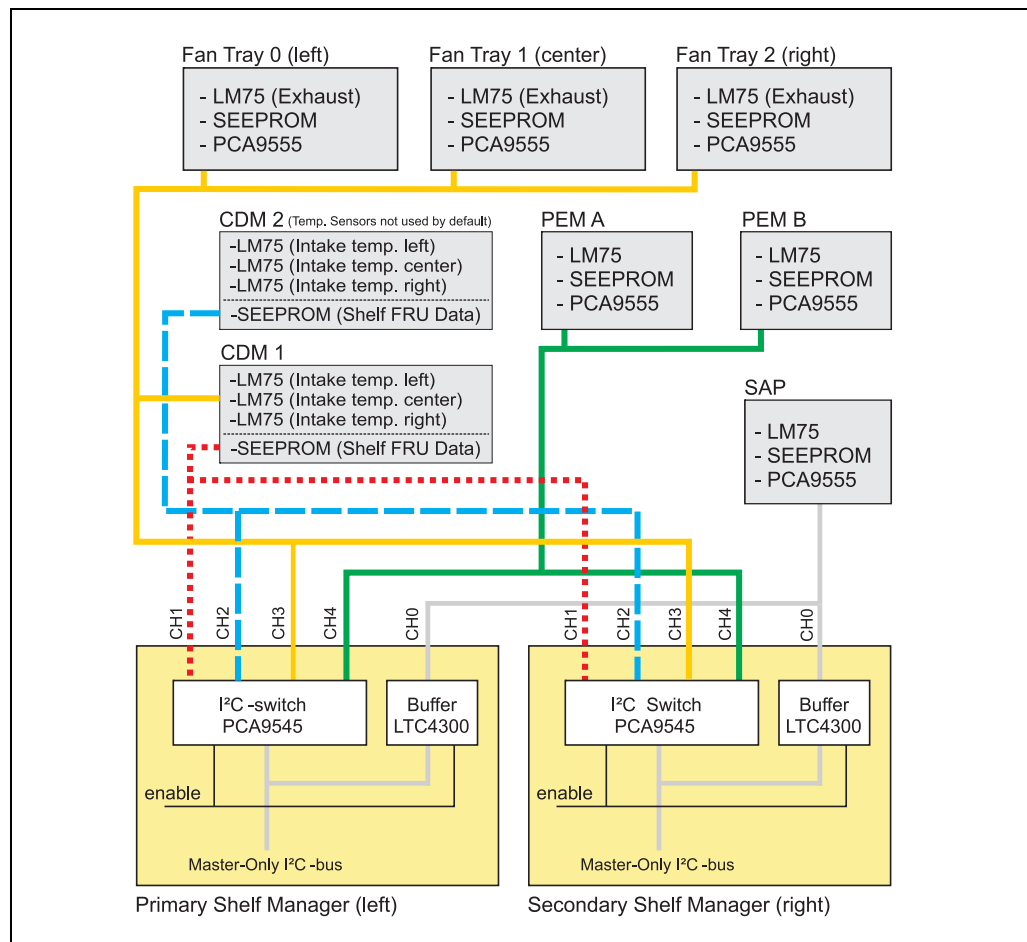 Fan Tray 0 (left)
Fan Tray 1 (center)
Fan Tray 2 (right)
- LM75 (Exhaust)
- SEEPROM
- PCA9555
- LM75 (Exhaust)
- SEEPROM
- PCA9555
- LM75 (Exhaust)
- SEEPROM
- PCA9555
CDM 2 (Temp. Sensors not used by default)
-LM75 (Intake temp. left)
-LM75 (Intake temp. center)
-LM75 (Intake temp. right)
-SEEPROM (Shelf FRU Data)
PEM A
- LM75
- SEEPROM
- PCA9555
PEM B
- LM75
- SEEPROM
- PCA9555
CDM 1
-LM75 (Intake temp. left)
-LM75 (Intake temp. center)
-LM75 (Intake temp. right)
-SEEPROM (Shelf FRU Data)
SAP
- LM75
- SEEPROM
- PCA9555
CH1
CH2
CH3
CH4
CH0
CH1
CH2
CH3
CH4
CH0
I²C -switch
PCA9545
Buffer
LTC4300
enable
Master-Only I²C -bus
I²C Switch
PCA9545
Buffer
LTC4300
enable
Master-Only I²C -bus
Primary Shelf Manager (left)
Secondary Shelf Manager (right)